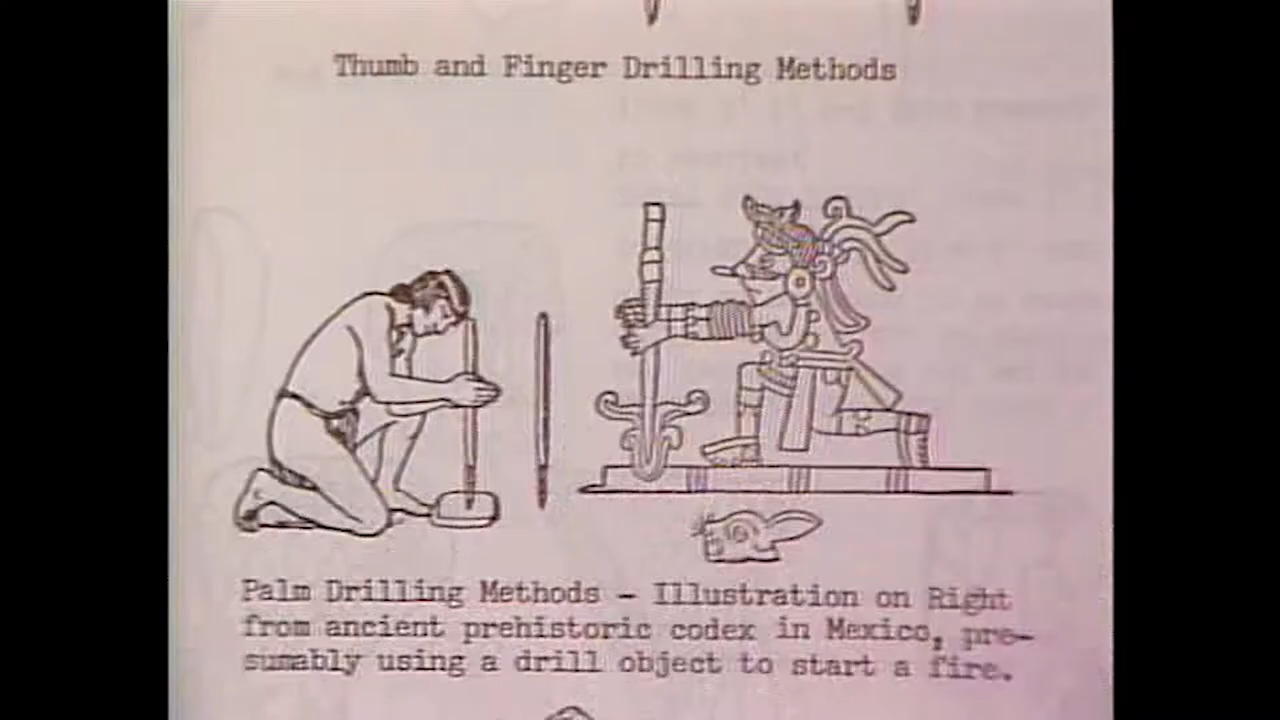 Thumb and Finger Drilling Methods
Palm Drilling Methods - Illustration on Right
from ancient prehistoric codex in Mexico, pre-
sumably using a drill object to start a fire.